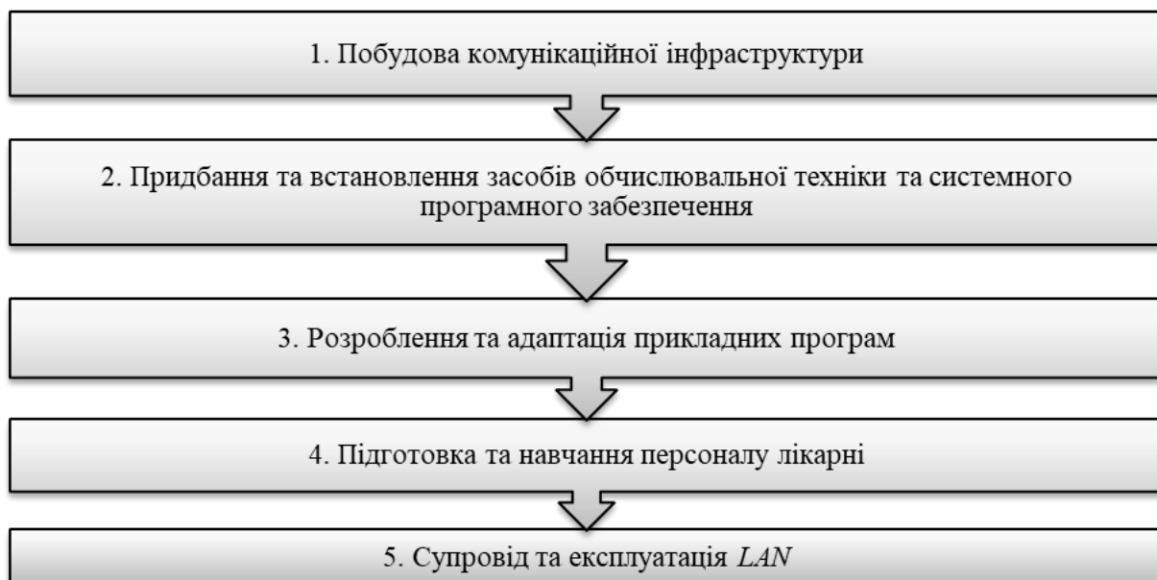 1. Побудова комунікаційної інфраструктури
2. Придбання та встановлення засобів обчислювальної техніки та системного
програмного забезпечення
3. Розроблення та адаптація прикладних програм
4. Підготовка та навчання персоналу лікарні
5. Супровід та експлуатація LAN